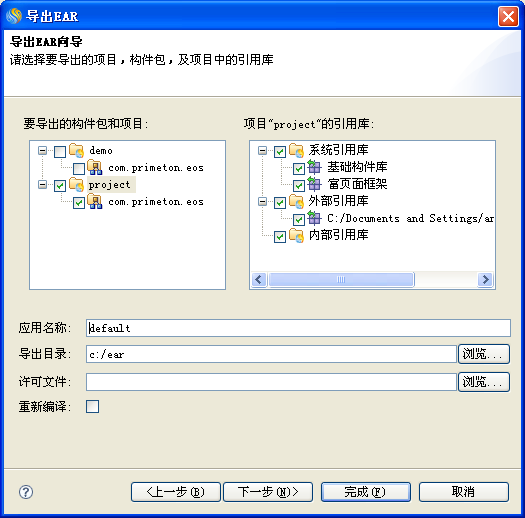 导出EAR
导出EAR向导
请选择要导出的项目，构件包，及项目中的引用库
要导出的构件包和项目:
demo
com.primeton.eos
project
com.primeton.eos
项目"project"的引用库:
系统引用库
基础构件库
富页面框架
外部引用库
C:/Documents and Settings/ar
内部引用库
应用名称: default
导出目录: c:/ear 浏览...
许可文件: 浏览...
重新编译:
? <上一步(B) 下一步(N)> 完成(F) 取消